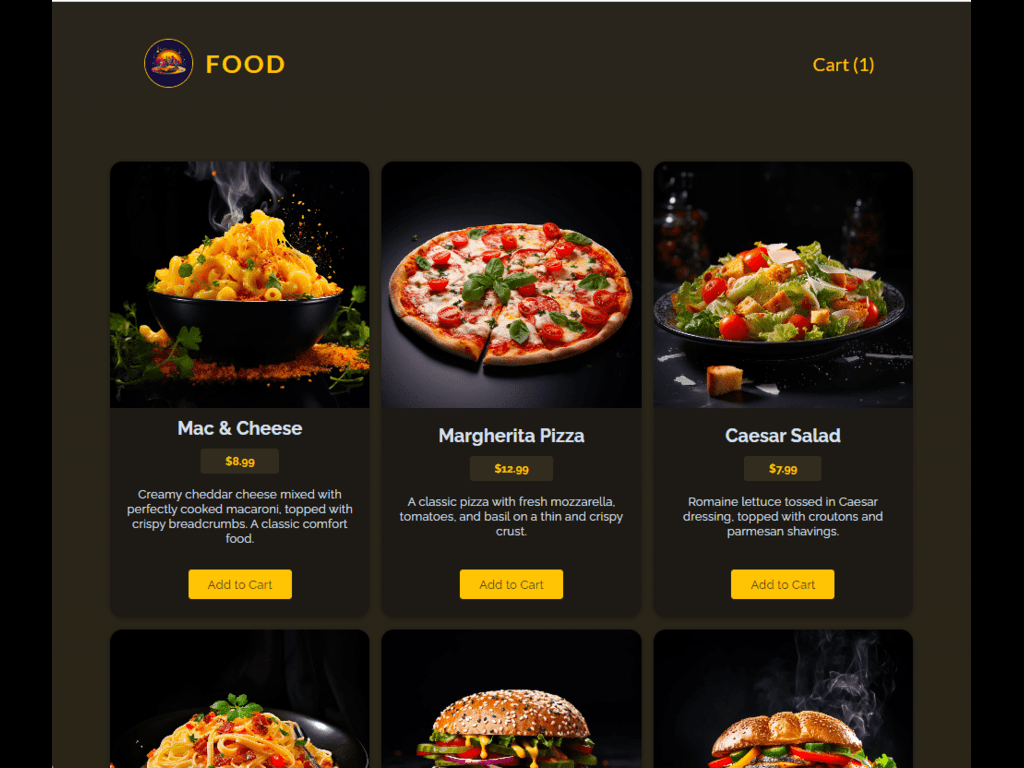 FOOD
Cart (1)
Mac & Cheese
$8.99
Creamy cheddar cheese mixed with
perfectly cooked macaroni, topped with
crispy breadcrumbs. A classic comfort
food.
Add to Cart
Margherita Pizza
$12.99
A classic pizza with fresh mozzarella,
tomatoes, and basil on a thin and crispy
crust.
Add to Cart
Caesar Salad
$7.99
Romaine lettuce tossed in Caesar
dressing, topped with croutons and
parmesan shavings.
Add to Cart